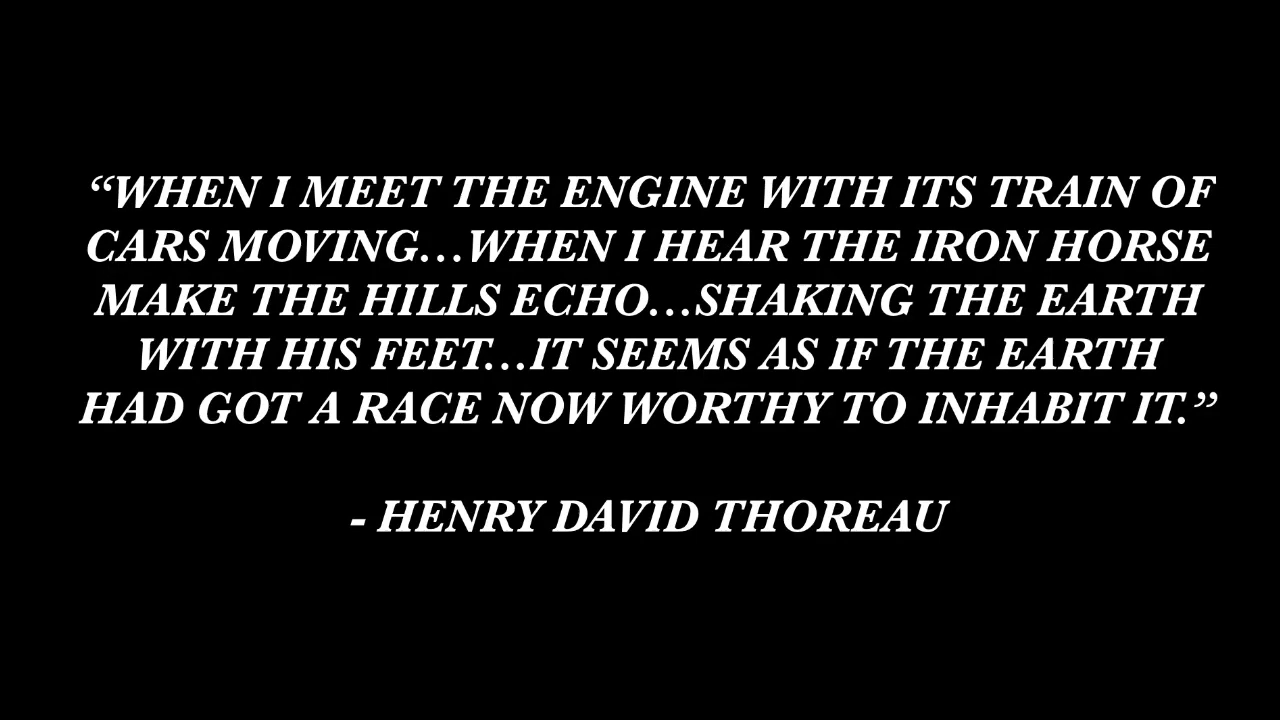 “WHEN I MEET THE ENGINE WITH ITS TRAIN OF
CARS MOVING…WHEN I HEAR THE IRON HORSE
MAKE THE HILLS ECHO…SHAKING THE EARTH
WITH HIS FEET…IT SEEMS AS IF THE EARTH
HAD GOT A RACE NOW WORTHY TO INHABIT IT.”
- HENRY DAVID THOREAU